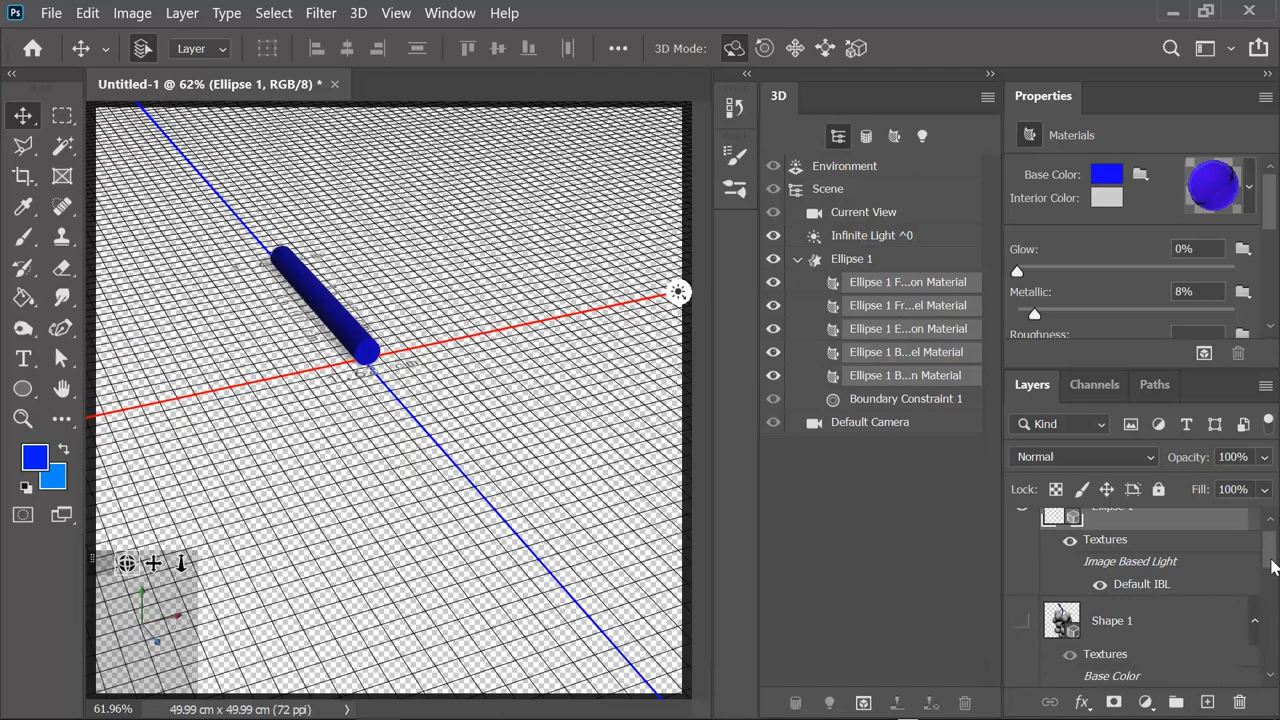 Ps File Edit Image Layer Type Select Filter 3D View Window Help
Layer 3D Mode:
Untitled-1 @ 62% (Ellipse 1, RGB/8) *
61.96% 49.99 cm x 49.99 cm (72 ppi)
3D
Environment
Scene
Current View
Infinite Light ^0
Ellipse 1
Ellipse 1 F...on Material
Ellipse 1 Fr...el Material
Ellipse 1 E...on Material
Ellipse 1 B...el Material
Ellipse 1 B...n Material
Boundary Constraint 1
Default Camera
Properties
Materials
Base Color:
Interior Color:
Glow: 0%
Metallic: 8%
Roughness:
Layers Channels Paths
Kind
Normal Opacity: 100%
Lock: Fill: 100%
Ellipse 1
Textures
Image Based Light
Default IBL
Shape 1
Textures
Base Color